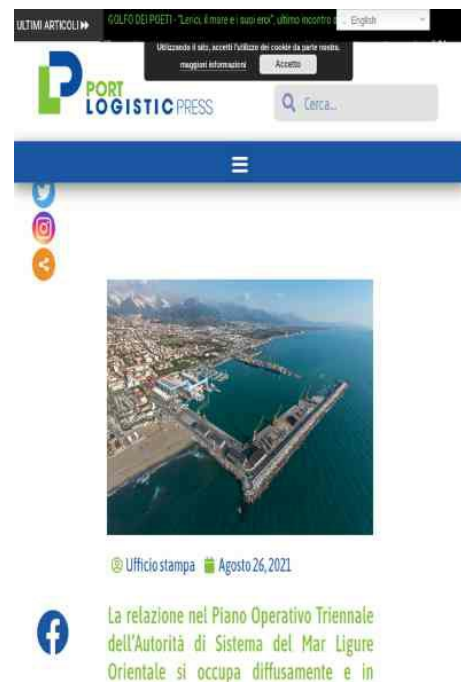 ULTIMI ARTICOLI
GOLFO DEI POETI - "Lerici, il mare e i suoi eroi", ultimo incontro
English
Utilizzando il sito, accetti l'utilizzo dei cookie da parte nostra.
maggiori informazioni
Accetto
PORT
LOGISTIC PRESS
Cerca...
Ufficio stampa
Agosto 26, 2021
La relazione nel Piano Operativo Triennale
dell'Autorità di Sistema del Mar Ligure
Orientale si occupa diffusamente e in